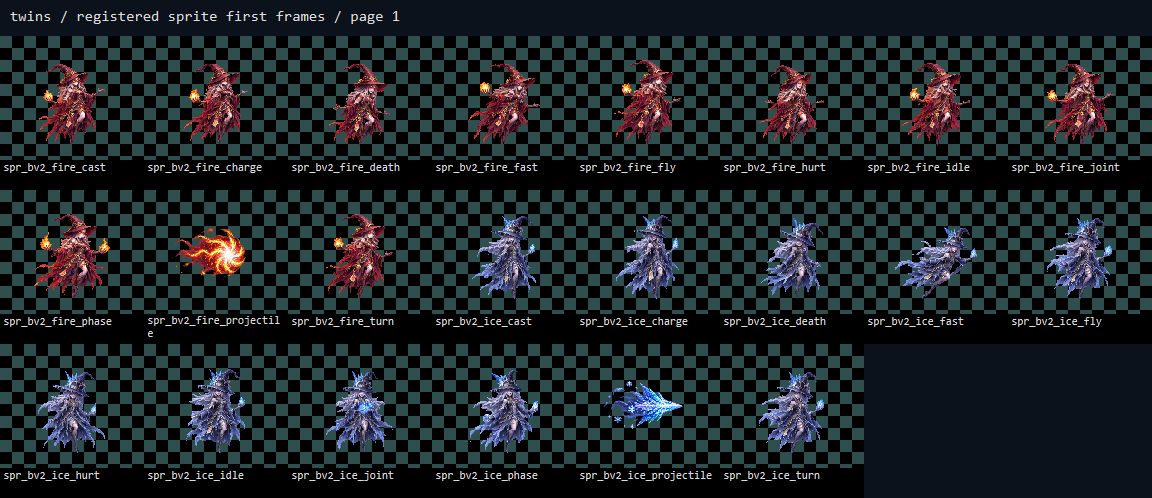 twins / registered sprite first frames / page 1
spr_bv2_fire_cast
spr_bv2_fire_charge
spr_bv2_fire_death
spr_bv2_fire_fast
spr_bv2_fire_fly
spr_bv2_fire_hurt
spr_bv2_fire_idle
spr_bv2_fire_joint
spr_bv2_fire_phase
spr_bv2_fire_projectil
e
spr_bv2_fire_turn
spr_bv2_ice_cast
spr_bv2_ice_charge
spr_bv2_ice_death
spr_bv2_ice_fast
spr_bv2_ice_fly
spr_bv2_ice_hurt
spr_bv2_ice_idle
spr_bv2_ice_joint
spr_bv2_ice_phase
spr_bv2_ice_projectile
spr_bv2_ice_turn